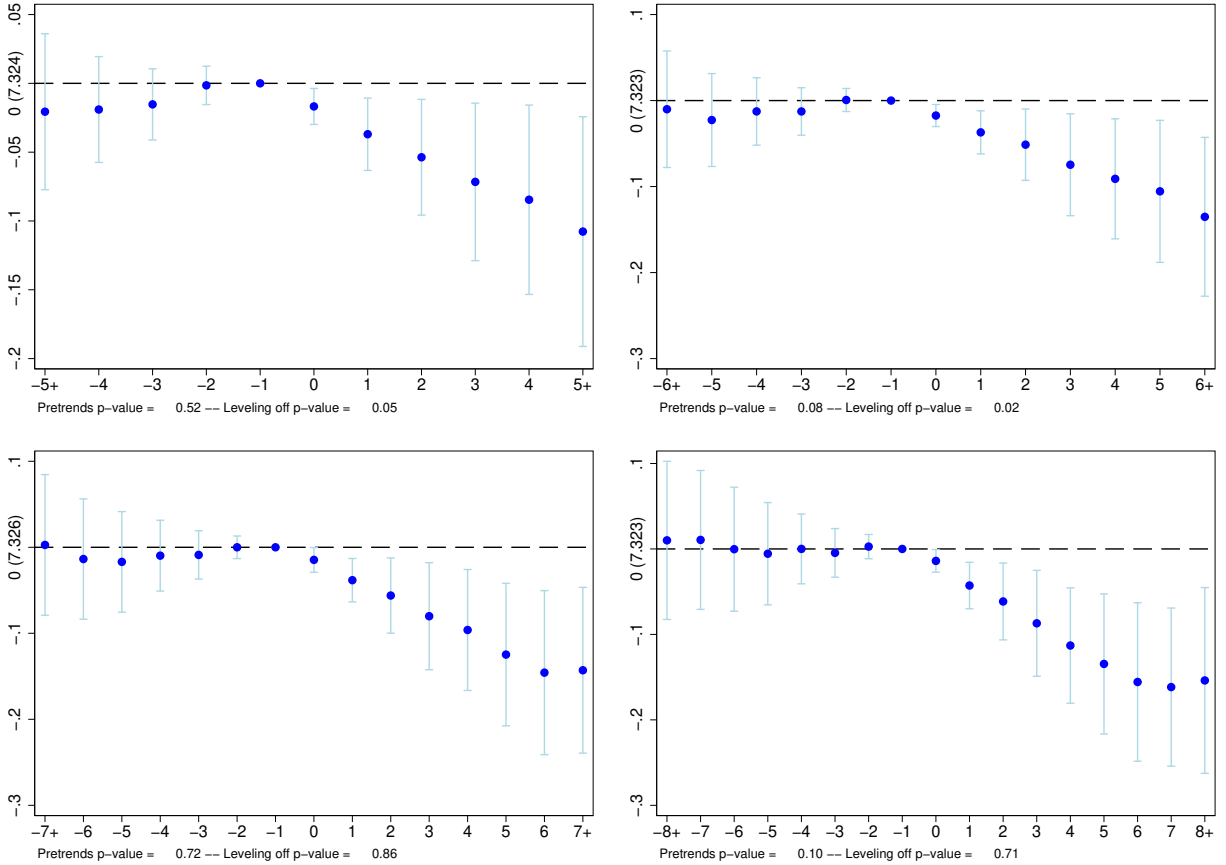 .05
0 (7.324)
−.05
−.1
−.15
−.2
−5+ −4 −3 −2 −1 0 1 2 3 4 5+
Pretrends p−value = 0.52 −− Leveling off p−value = 0.05
.1
0 (7.323)
−.1
−.2
−.3
−6+ −5 −4 −3 −2 −1 0 1 2 3 4 5 6+
Pretrends p−value = 0.08 −− Leveling off p−value = 0.02
.1
0 (7.326)
−.1
−.2
−.3
−7+ −6 −5 −4 −3 −2 −1 0 1 2 3 4 5 6 7+
Pretrends p−value = 0.72 −− Leveling off p−value = 0.86
.1
0 (7.323)
−.1
−.2
−.3
−8+ −7 −6 −5 −4 −3 −2 −1 0 1 2 3 4 5 6 7 8+
Pretrends p−value = 0.10 −− Leveling off p−value = 0.71